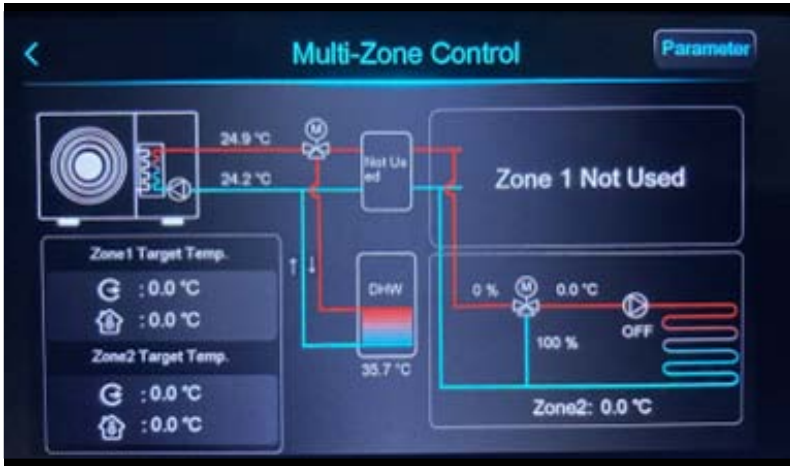 Multi-Zone Control
Parameter
24.9 °C
M
24.2 °C
Not Us
ed
Zone 1 Not Used
Zone1 Target Temp.
: 0.0 °C
: 0.0 °C
Zone2 Target Temp.
: 0.0 °C
: 0.0 °C
DHW
35.7 °C
0 %
M
0.0 °C
OFF
100 %
Zone2: 0.0 °C